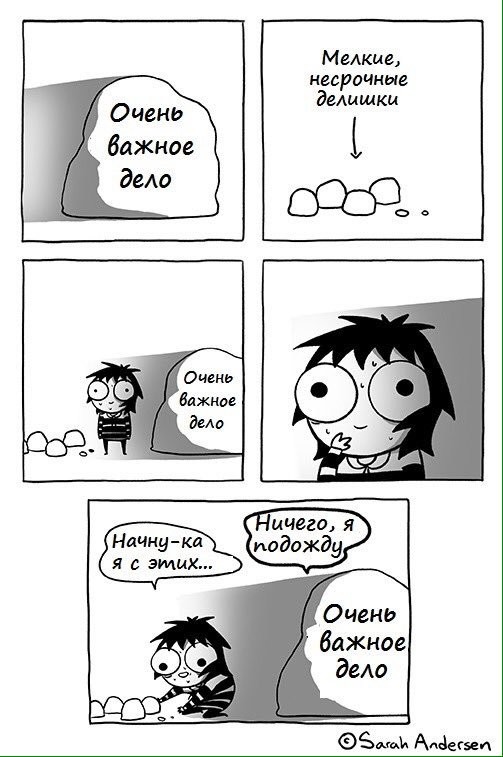 Очень
важное
дело
Мелкие,
несрочные
делишки
Очень
важное
дело
Начну-ка
я с этих...
Ничего, я
подожду
Очень
важное
дело
©Sarah Andersen